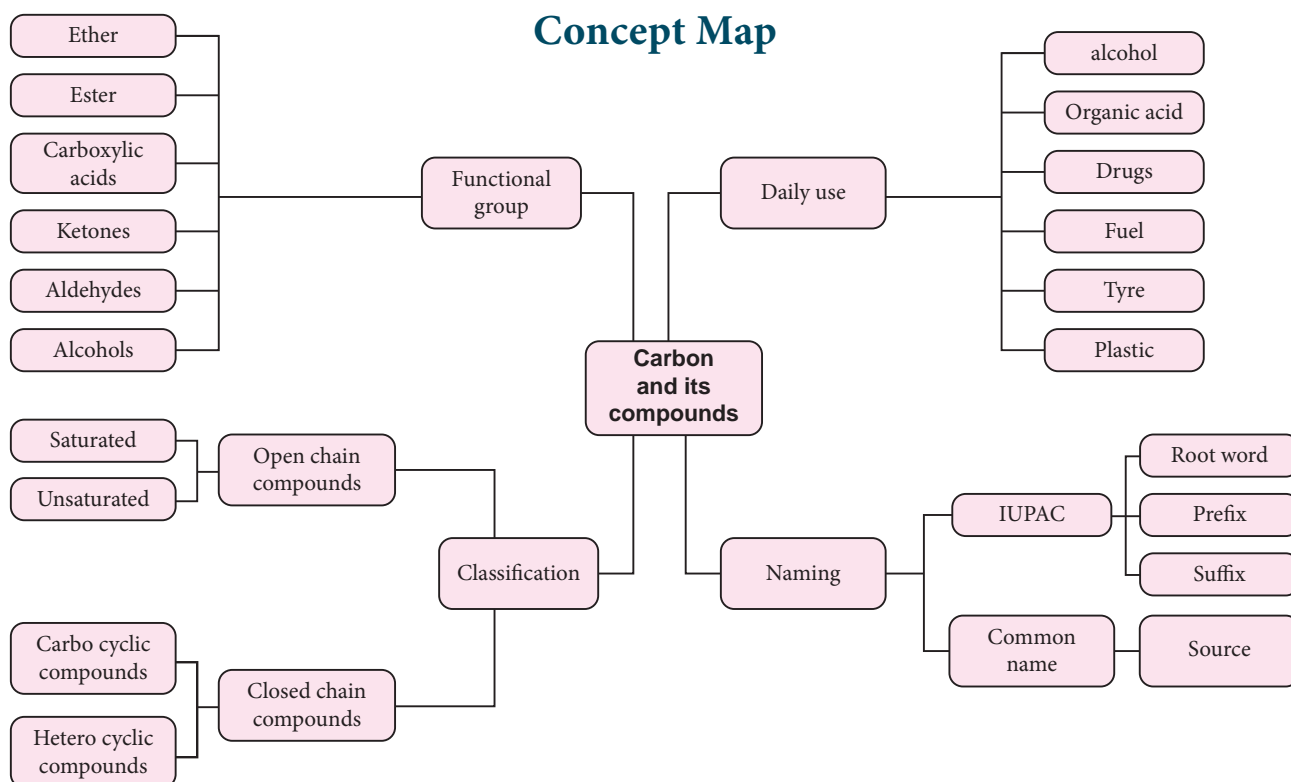 Concept Map
Ether
Ester
Carboxylic
acids
Ketones
Aldehydes
Alcohols
Functional
group
Daily use
alcohol
Organic acid
Drugs
Fuel
Tyre
Plastic
Carbon
and its
compounds
Saturated
Unsaturated
Open chain
compounds
Classification
Carbo cyclic
compounds
Hetero cyclic
compounds
Closed chain
compounds
Naming
IUPAC
Root word
Prefix
Suffix
Common
name
Source